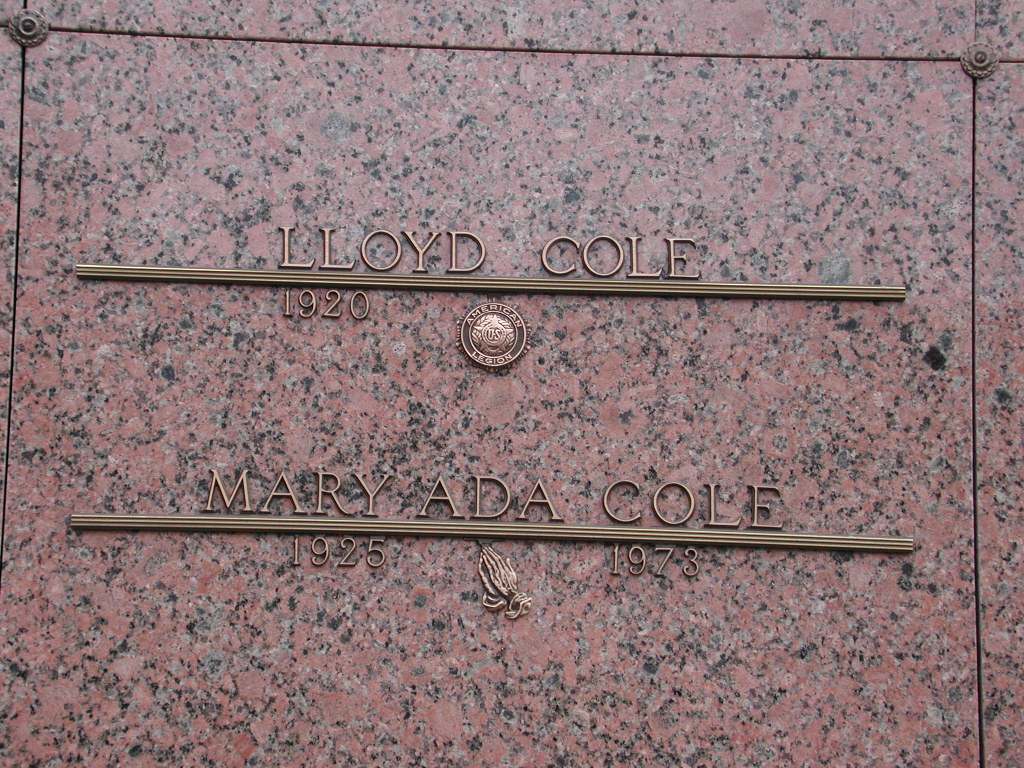 LLOYD COLE
1920
AMERICAN
US
LEGION
MARY ADA COLE
1925 1973